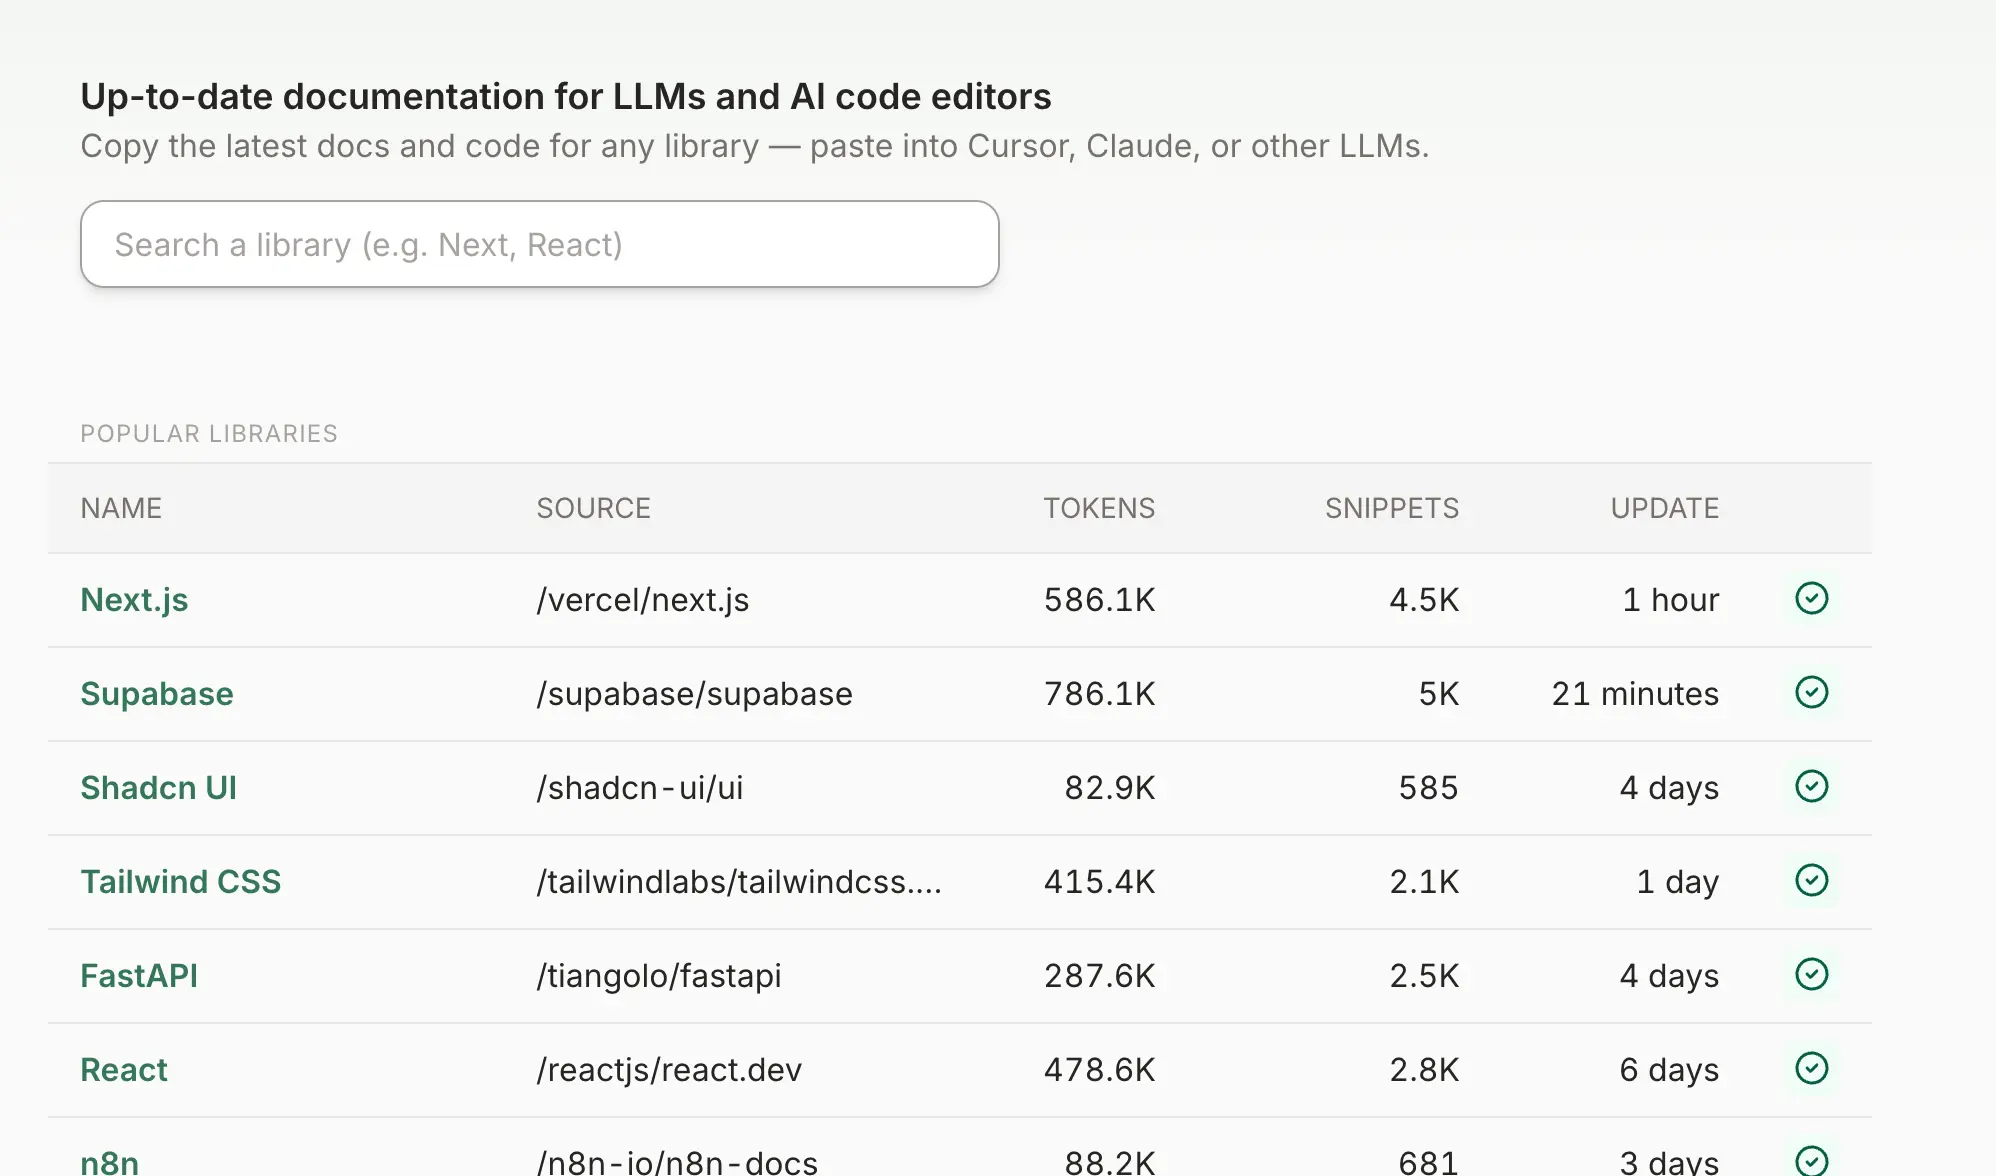 Up-to-date documentation for LLMs and AI code editors
Copy the latest docs and code for any library — paste into Cursor, Claude, or other LLMs.
Search a library (e.g. Next, React)
POPULAR LIBRARIES
NAME SOURCE TOKENS SNIPPETS UPDATE
Next.js /vercel/next.js 586.1K 4.5K 1 hour
Supabase /supabase/supabase 786.1K 5K 21 minutes
Shadcn UI /shadcn-ui/ui 82.9K 585 4 days
Tailwind CSS /tailwindlabs/tailwindcss.... 415.4K 2.1K 1 day
FastAPI /tiangolo/fastapi 287.6K 2.5K 4 days
React /reactjs/react.dev 478.6K 2.8K 6 days
n8n /n8n-io/n8n-docs 88.2K 681 3 days